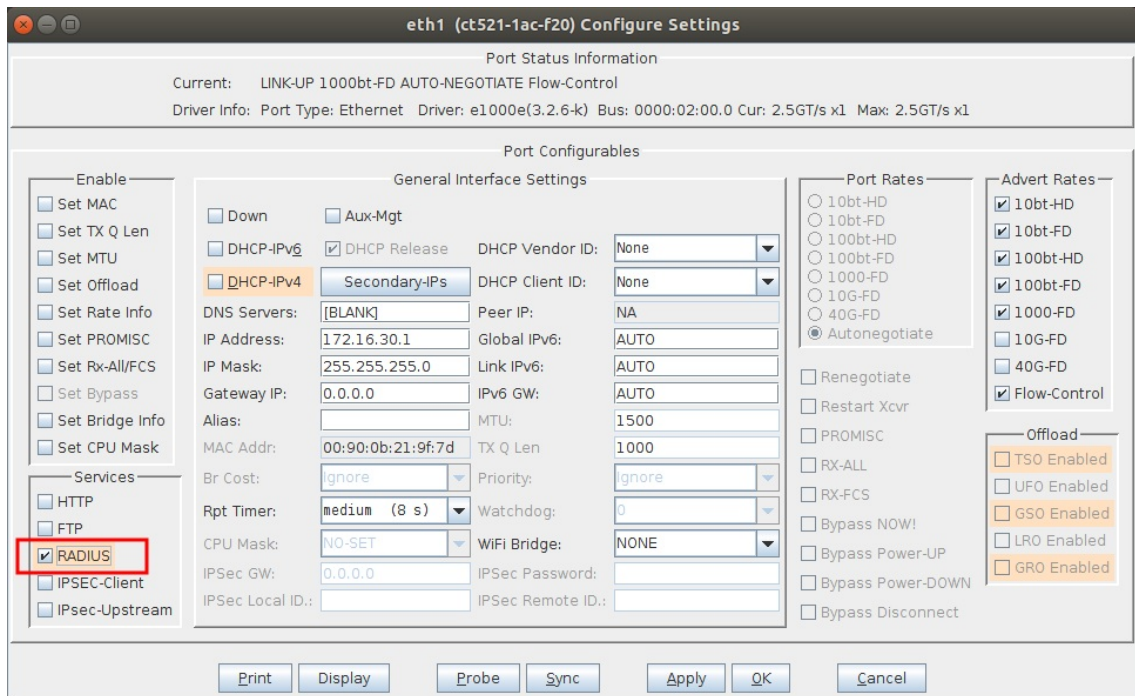 eth1 (ct521-1ac-f20) Configure Settings
Port Status Information
Current: LINK-UP 1000bt-FD AUTO-NEGOTIATE Flow-Control
Driver Info: Port Type: Ethernet Driver: e1000e(3.2.6-k) Bus: 0000:02:00.0 Cur: 2.5GT/s x1 Max: 2.5GT/s x1
Port Configurables
Enable
Set MAC
Set TX Q Len
Set MTU
Set Offload
Set Rate Info
Set PROMISC
Set Rx-All/FCS
Set Bypass
Set Bridge Info
Set CPU Mask
Services
HTTP
FTP
RADIUS
IPSEC-Client
IPsec-Upstream
General Interface Settings
Down Aux-Mgt
DHCP-IPv6 DHCP Release DHCP Vendor ID: None
DHCP-IPv4 Secondary-IPs DHCP Client ID: None
DNS Servers: [BLANK] Peer IP: NA
IP Address: 172.16.30.1 Global IPv6: AUTO
IP Mask: 255.255.255.0 Link IPv6: AUTO
Gateway IP: 0.0.0.0 IPv6 GW: AUTO
Alias: MTU: 1500
MAC Addr: 00:90:0b:21:9f:7d TX Q Len 1000
Br Cost: Ignore Priority: Ignore
Rpt Timer: medium (8 s) Watchdog: 0
CPU Mask: NO-SET WiFi Bridge: NONE
IPSec GW: 0.0.0.0 IPSec Password:
IPSec Local ID.: IPSec Remote ID.:
Port Rates
10bt-HD
10bt-FD
100bt-HD
100bt-FD
1000-FD
10G-FD
40G-FD
Autonegotiate
Renegotiate
Restart Xcvr
PROMISC
RX-ALL
RX-FCS
Bypass NOW!
Bypass Power-UP
Bypass Power-DOWN
Bypass Disconnect
Advert Rates
10bt-HD
10bt-FD
100bt-HD
100bt-FD
1000-FD
10G-FD
40G-FD
Flow-Control
Offload
TSO Enabled
UFO Enabled
GSO Enabled
LRO Enabled
GRO Enabled
Print Display Probe Sync Apply OK Cancel